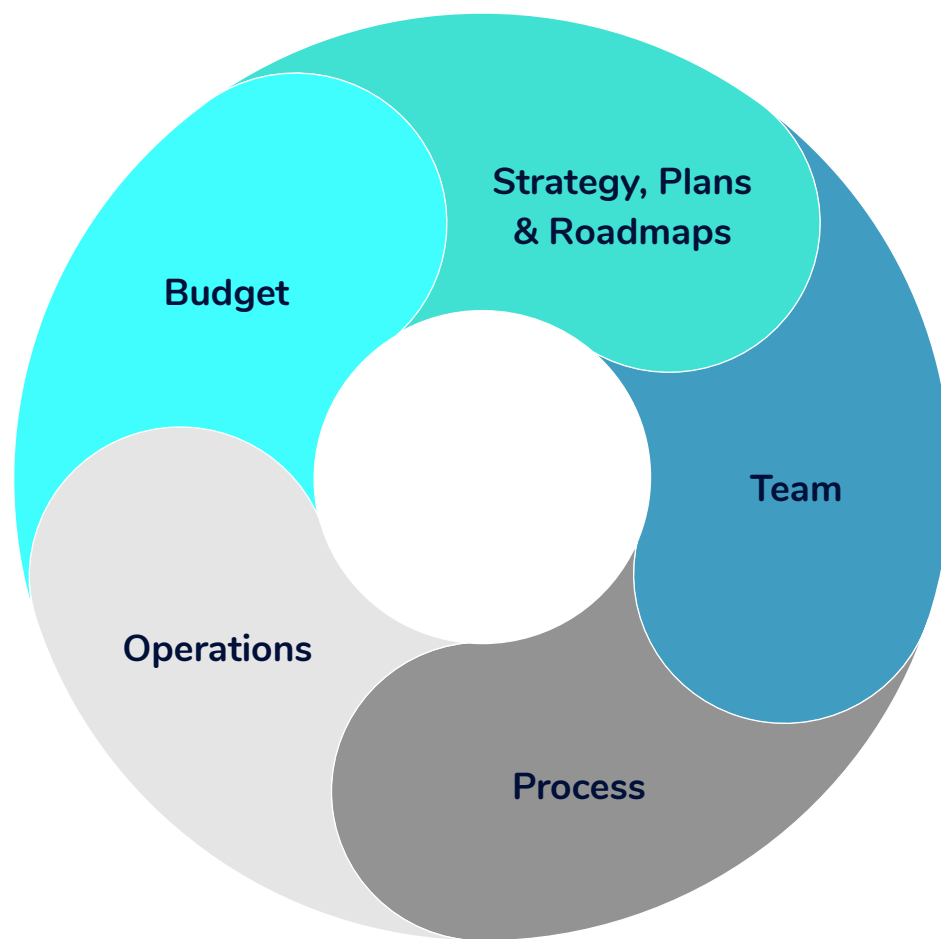 Strategy, Plans
& Roadmaps
Budget
Team
Operations
Process